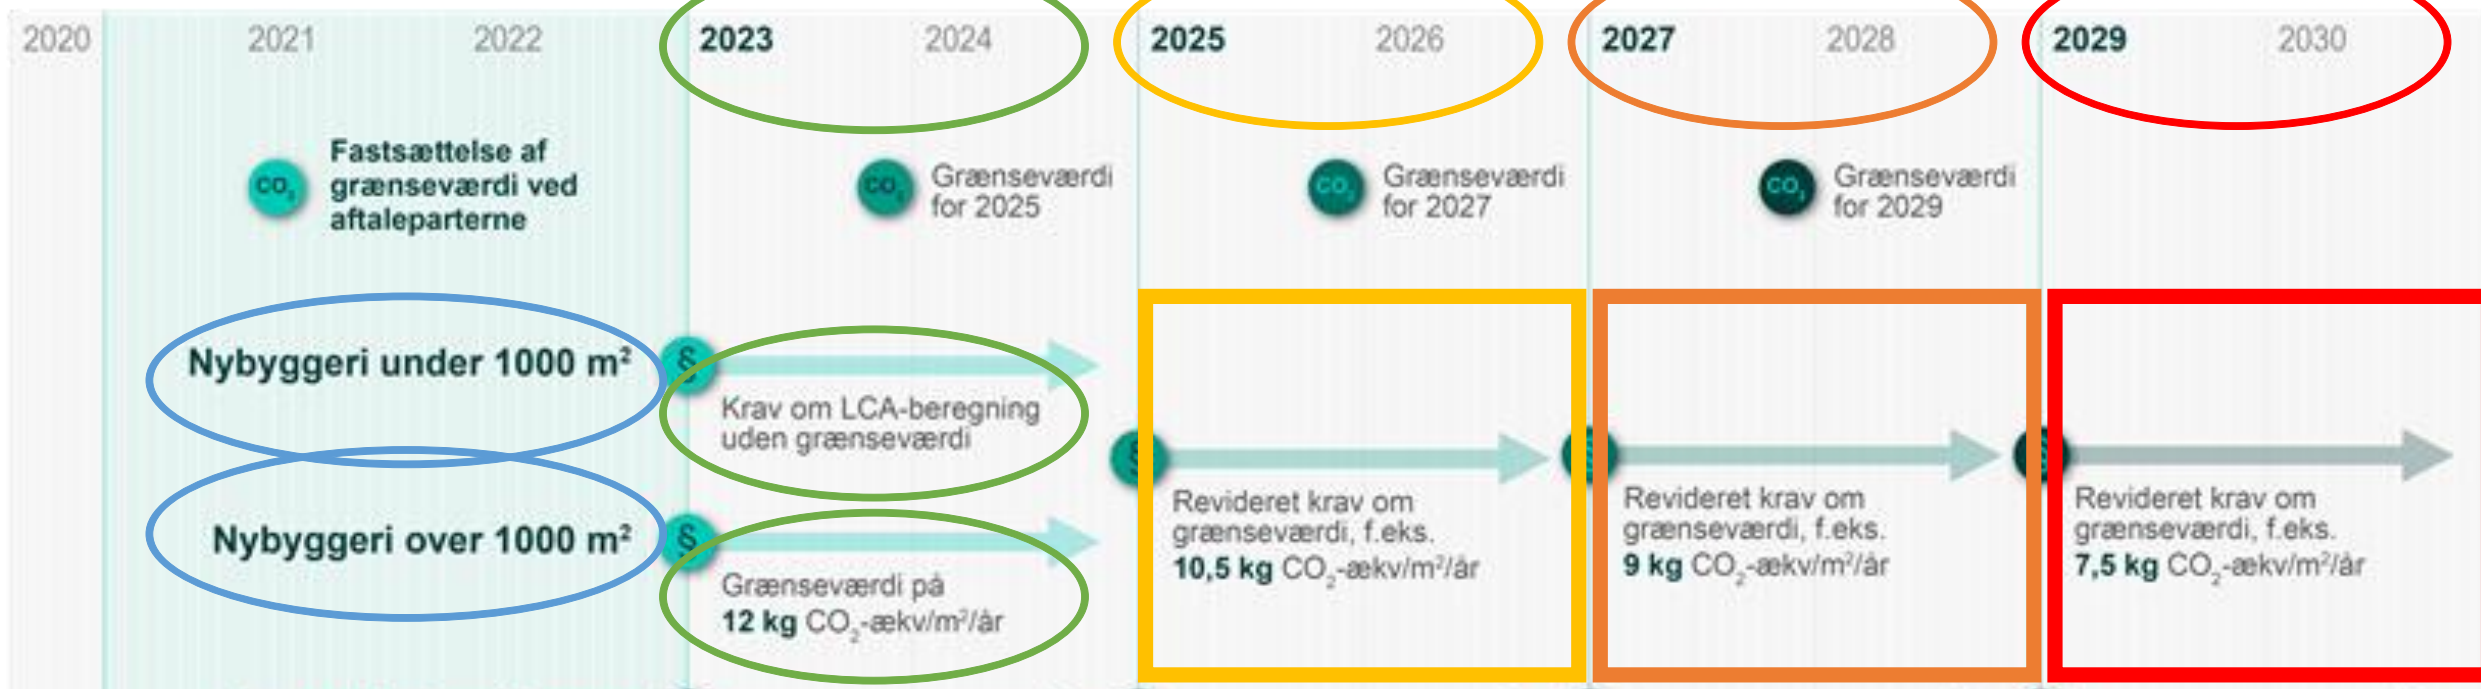 2020 2021 2022 2023 2024 2025 2026 2027 2028 2029 2030
CO₂
Fastsættelse af
grænseværdi ved
aftaleparterne
CO₂
Grænseværdi
for 2025
CO₂
Grænseværdi
for 2027
CO₂
Grænseværdi
for 2029
Nybyggeri under 1000 m²
§
Krav om LCA-beregning
uden grænseværdi
Nybyggeri over 1000 m²
§
Grænseværdi på
12 kg CO₂-ækv/m²/år
§
Revideret krav om
grænseværdi, f.eks.
10,5 kg CO₂-ækv/m²/år
§
Revideret krav om
grænseværdi, f.eks.
9 kg CO₂-ækv/m²/år
§
Revideret krav om
grænseværdi, f.eks.
7,5 kg CO₂-ækv/m²/år